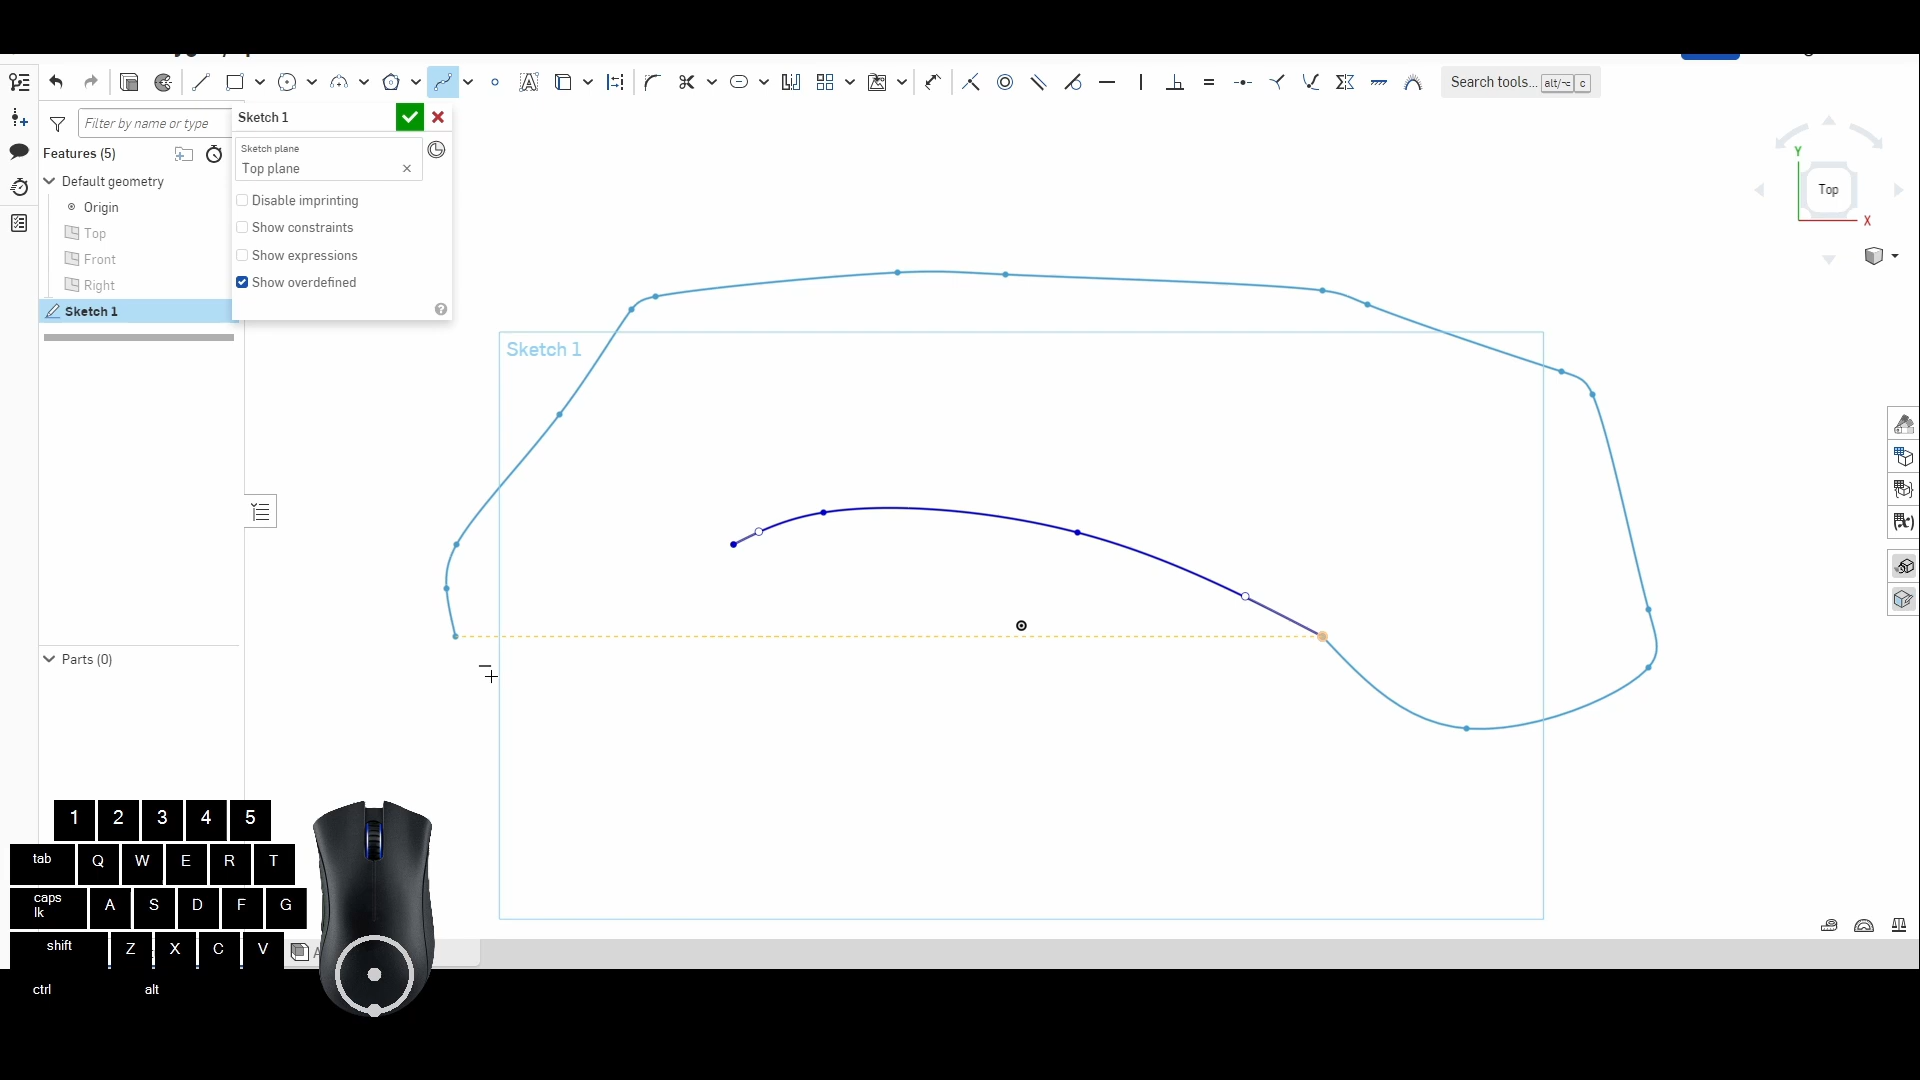 Search tools... alt/⌥ c
Sketch 1
Filter by name or type
Sketch plane
Top plane
Features (5)
Default geometry
Disable imprinting
Origin
Show constraints
Top
Show expressions
Front
Show overdefined
Right
Sketch 1
Y
Top
X
Sketch 1
Parts (0)
1 2 3 4 5
tab Q W E R T
caps
lk A S D F G
shift Z X C V
ctrl alt